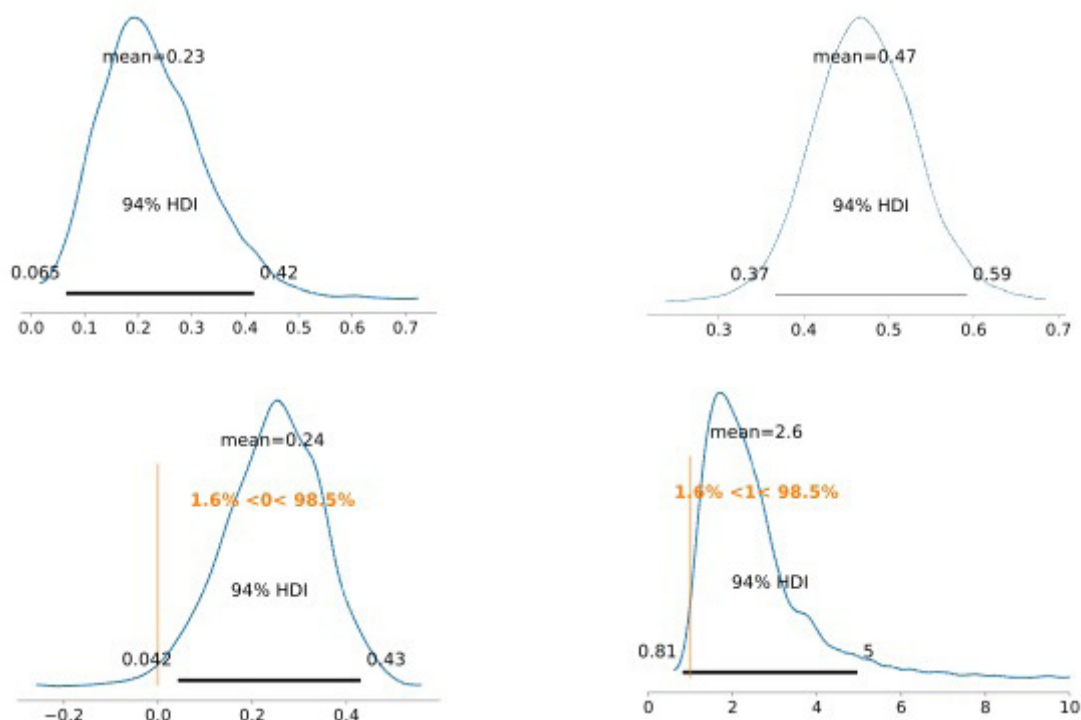 mean=0.23
94% HDI
0.065
0.42
0.0 0.1 0.2 0.3 0.4 0.5 0.6 0.7
mean=0.47
94% HDI
0.37
0.59
0.3 0.4 0.5 0.6 0.7
mean=0.24
1.6% <0< 98.5%
94% HDI
0.042
0.43
−0.2 0.0 0.2 0.4
mean=2.6
1.6% <1< 98.5%
94% HDI
0.81
5
0 2 4 6 8 10